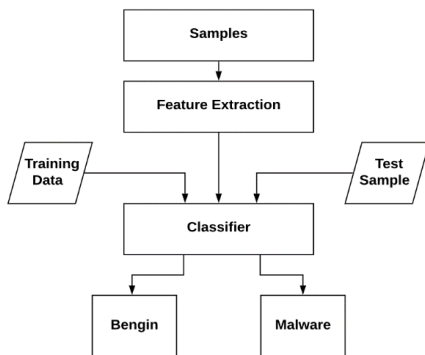 Samples
Feature Extraction
Training
Data
Test
Sample
Classifier
Bengin
Malware